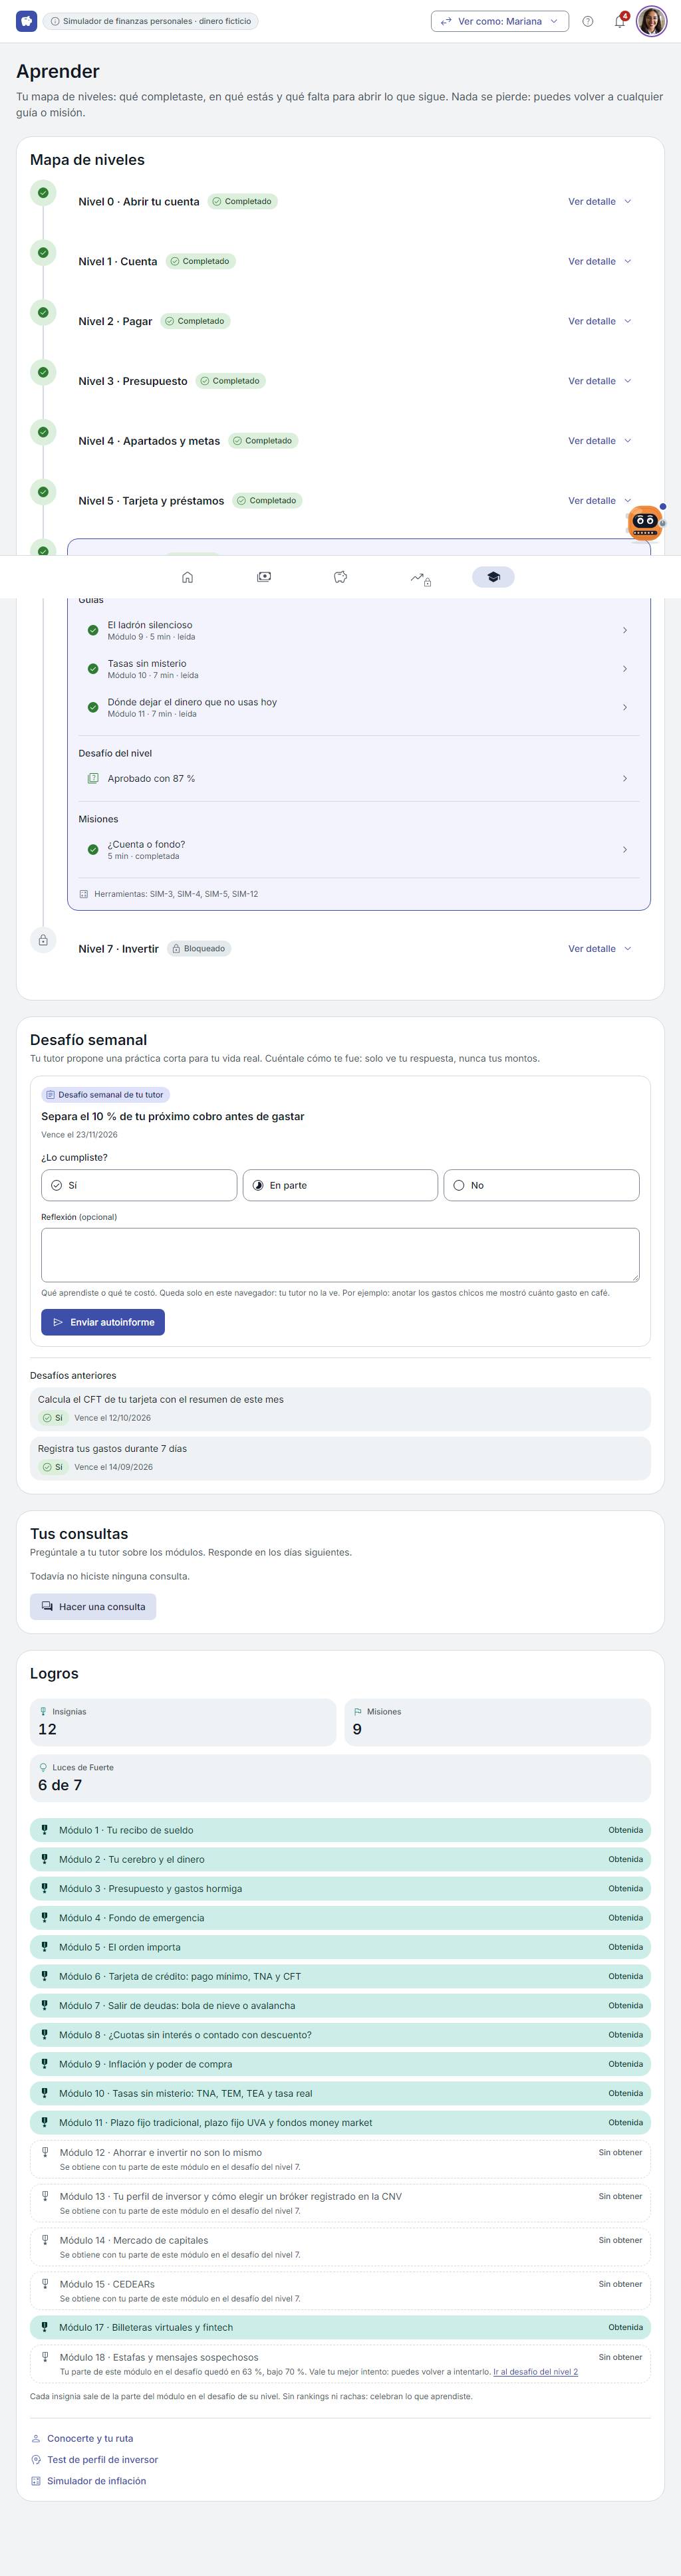 Simulador de finanzas personales · dinero ficticio
Ver como: Mariana
4
Aprender
Tu mapa de niveles: qué completaste, en qué estás y qué falta para abrir lo que sigue. Nada se pierde: puedes volver a cualquier
guía o misión.
Mapa de niveles
Nivel 0 · Abrir tu cuenta
Completado
Ver detalle
Nivel 1 · Cuenta
Completado
Ver detalle
Nivel 2 · Pagar
Completado
Ver detalle
Nivel 3 · Presupuesto
Completado
Ver detalle
Nivel 4 · Apartados y metas
Completado
Ver detalle
Nivel 5 · Tarjeta y préstamos
Completado
Ver detalle
Guías
El ladrón silencioso
Módulo 9 · 5 min · leída
Tasas sin misterio
Módulo 10 · 7 min · leída
Dónde dejar el dinero que no usas hoy
Módulo 11 · 7 min · leída
Desafío del nivel
Aprobado con 87 %
Misiones
¿Cuenta o fondo?
5 min · completada
Herramientas: SIM-3, SIM-4, SIM-5, SIM-12
Nivel 7 · Invertir
Bloqueado
Ver detalle
Desafío semanal
Tu tutor propone una práctica corta para tu vida real. Cuéntale cómo te fue: solo ve tu respuesta, nunca tus montos.
Desafío semanal de tu tutor
Separa el 10 % de tu próximo cobro antes de gastar
Vence el 23/11/2026
¿Lo cumpliste?
Sí
En parte
No
Reflexión (opcional)
Qué aprendiste o qué te costó. Queda solo en este navegador: tu tutor no la ve. Por ejemplo: anotar los gastos chicos me mostró cuánto gasto en café.
Enviar autoinforme
Desafíos anteriores
Calcula el CFT de tu tarjeta con el resumen de este mes
Sí
Vence el 12/10/2026
Registra tus gastos durante 7 días
Sí
Vence el 14/09/2026
Tus consultas
Pregúntale a tu tutor sobre los módulos. Responde en los días siguientes.
Todavía no hiciste ninguna consulta.
Hacer una consulta
Logros
Insignias
12
Misiones
9
Luces de Fuerte
6 de 7
Módulo 1 · Tu recibo de sueldo
Obtenida
Módulo 2 · Tu cerebro y el dinero
Obtenida
Módulo 3 · Presupuesto y gastos hormiga
Obtenida
Módulo 4 · Fondo de emergencia
Obtenida
Módulo 5 · El orden importa
Obtenida
Módulo 6 · Tarjeta de crédito: pago mínimo, TNA y CFT
Obtenida
Módulo 7 · Salir de deudas: bola de nieve o avalancha
Obtenida
Módulo 8 · ¿Cuotas sin interés o contado con descuento?
Obtenida
Módulo 9 · Inflación y poder de compra
Obtenida
Módulo 10 · Tasas sin misterio: TNA, TEM, TEA y tasa real
Obtenida
Módulo 11 · Plazo fijo tradicional, plazo fijo UVA y fondos money market
Obtenida
Módulo 12 · Ahorrar e invertir no son lo mismo
Sin obtener
Se obtiene con tu parte de este módulo en el desafío del nivel 7.
Módulo 13 · Tu perfil de inversor y cómo elegir un bróker registrado en la CNV
Sin obtener
Se obtiene con tu parte de este módulo en el desafío del nivel 7.
Módulo 14 · Mercado de capitales
Sin obtener
Se obtiene con tu parte de este módulo en el desafío del nivel 7.
Módulo 15 · CEDEARs
Sin obtener
Se obtiene con tu parte de este módulo en el desafío del nivel 7.
Módulo 17 · Billeteras virtuales y fintech
Obtenida
Módulo 18 · Estafas y mensajes sospechosos
Sin obtener
Tu parte de este módulo en el desafío quedó en 63 %, bajo 70 %. Vale tu mejor intento: puedes volver a intentarlo. Ir al desafío del nivel 2
Cada insignia sale de la parte del módulo en el desafío de su nivel. Sin rankings ni rachas: celebran lo que aprendiste.
Conocerte y tu ruta
Test de perfil de inversor
Simulador de inflación